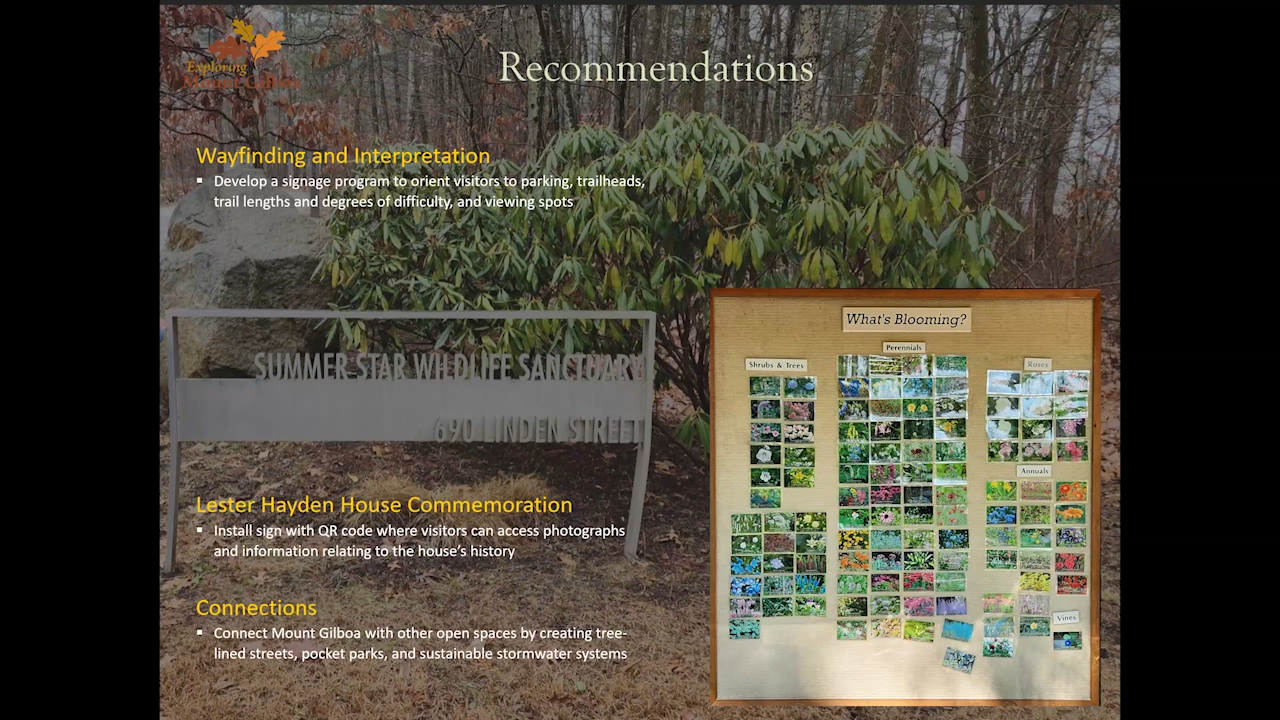 Exploring
Recommendations
Wayfinding and Interpretation
▪ Develop a signage program to orient visitors to parking, trailheads,
trail lengths and degrees of difficulty, and viewing spots
SUMMER STAR WILDLIFE SANCTUARY
690 LINDEN STREET
Lester Hayden House Commemoration
▪ Install sign with QR code where visitors can access photographs
and information relating to the house's history
Connections
▪ Connect Mount Gilboa with other open spaces by creating tree-
lined streets, pocket parks, and sustainable stormwater systems
What's Blooming?
Perennials
Shrubs & Trees
Roses
Annuals
Vines